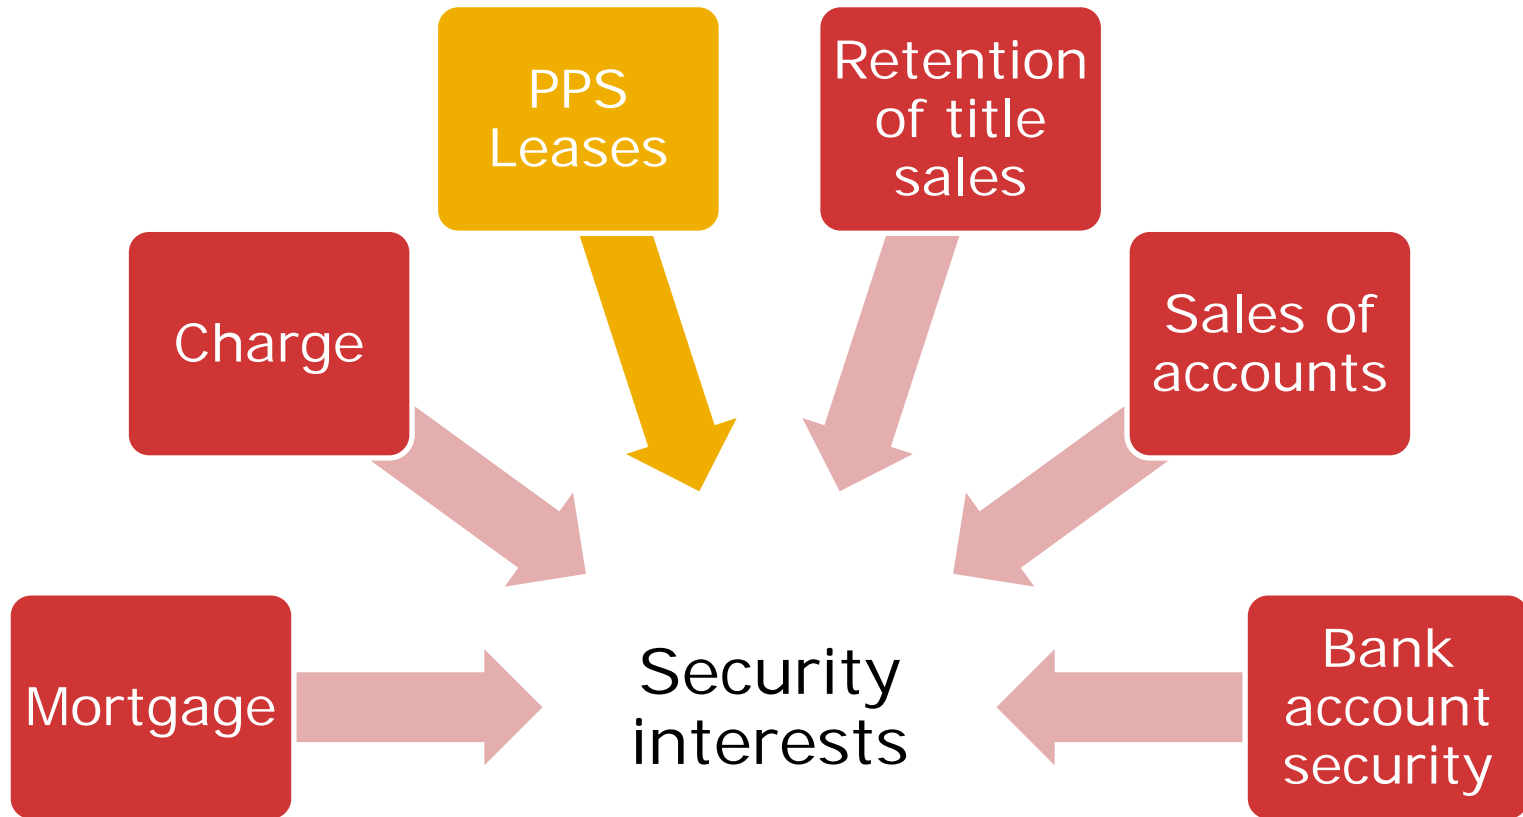 PPS
Leases
Retention
of title
sales
Charge
Sales of
accounts
Mortgage
Security
interests
Bank
account
security